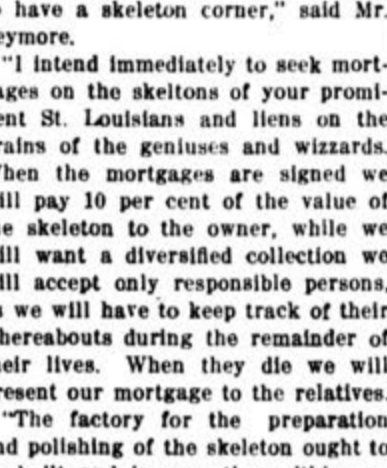 have a skeleton corner," said Mr.
eymore.
"I intend immediately to seek mort-
ages on the skeltons of your promi-
ent St. Louisians and liens on the
rains of the geniuses and wizzards.
hen the mortgages are signed we
ill pay 10 per cent of the value of
e skeleton to the owner, while we
ill want a diversified collection we
ill accept only responsible persons,
we will have to keep track of their
hereabouts during the remainder of
eir lives. When they die we will
resent our mortgage to the relatives.
"The factory for the preparation
nd polishing of the skeleton ought to